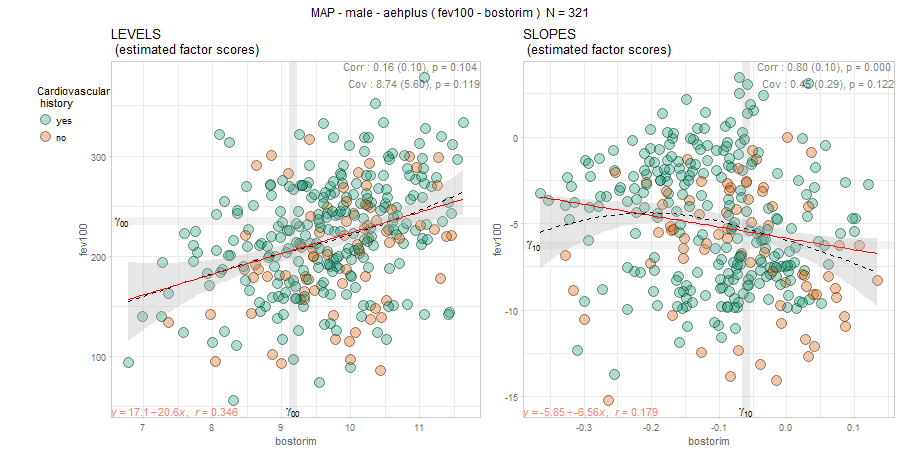 MAP - male - aehplus ( fev100 - bostorim ) N = 321
LEVELS
(estimated factor scores)
Cardiovascular
history
yes
no
Corr : 0.16 (0.10), p = 0.104
Cov : 8.74 (5.60), p = 0.119
fev100
300
200
100
γ00
γ00
y = 17.1+20.6x, r = 0.346
7 8 9 10 11
bostorim
SLOPES
(estimated factor scores)
Corr : 0.80 (0.10), p = 0.000
Cov : 0.45 (0.29), p = 0.122
fev100
0
-5
-10
-15
γ10
γ10
y = -5.85+-6.56x, r = 0.179
-0.3 -0.2 -0.1 0.0 0.1
bostorim